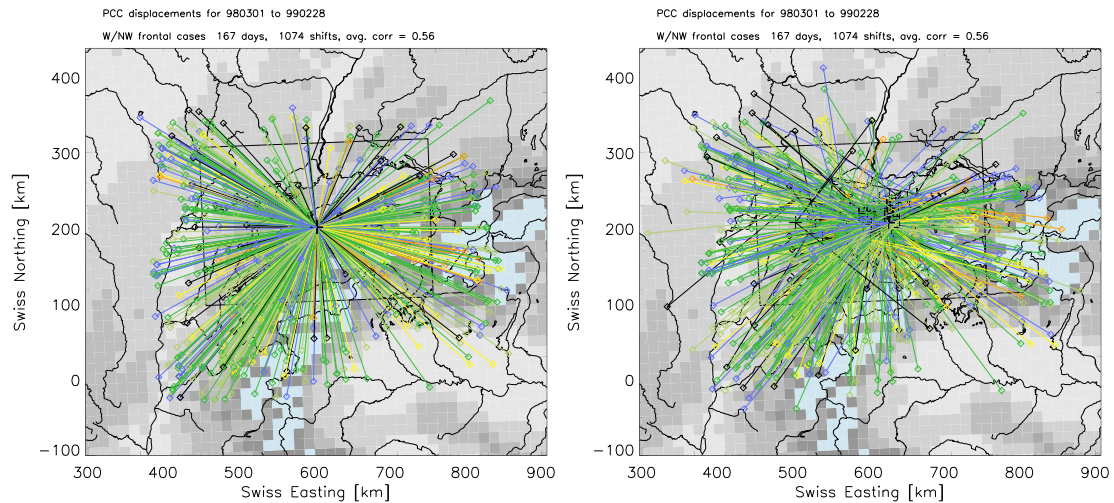 PCC displacements for 980301 to 990228
W/NW frontal cases 167 days, 1074 shifts, avg. corr = 0.56
400
300
200
100
0
−100
Swiss Northing [km]
300 400 500 600 700 800 900
Swiss Easting [km]
PCC displacements for 980301 to 990228
W/NW frontal cases 167 days, 1074 shifts, avg. corr = 0.56
400
300
200
100
0
−100
Swiss Northing [km]
300 400 500 600 700 800 900
Swiss Easting [km]